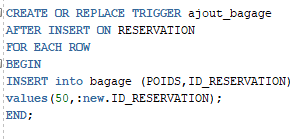 CREATE OR REPLACE TRIGGER ajout_bagage
AFTER INSERT ON RESERVATION
FOR EACH ROW
BEGIN
INSERT into bagage (POIDS,ID_RESERVATION)
values(50,:new.ID_RESERVATION);
END;